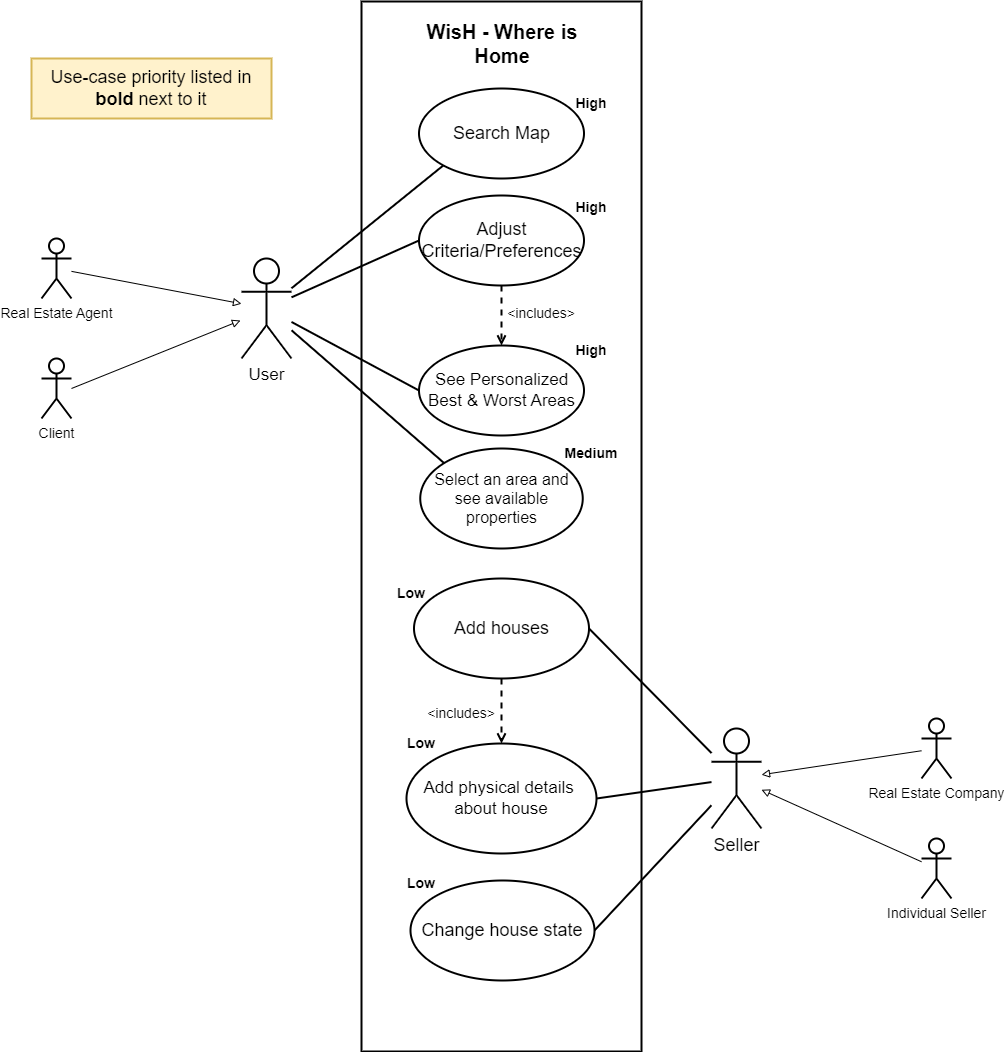 WisH - Where is
Home
Use-case priority listed in
bold next to it
High
Search Map
High
Adjust
Criteria/Preferences
Real Estate Agent
<includes>
User
High
See Personalized
Best & Worst Areas
Client
Medium
Select an area and
see available
properties
Low
Add houses
<includes>
Low
Add physical details
about house
Real Estate Company
Seller
Low
Change house state
Individual Seller